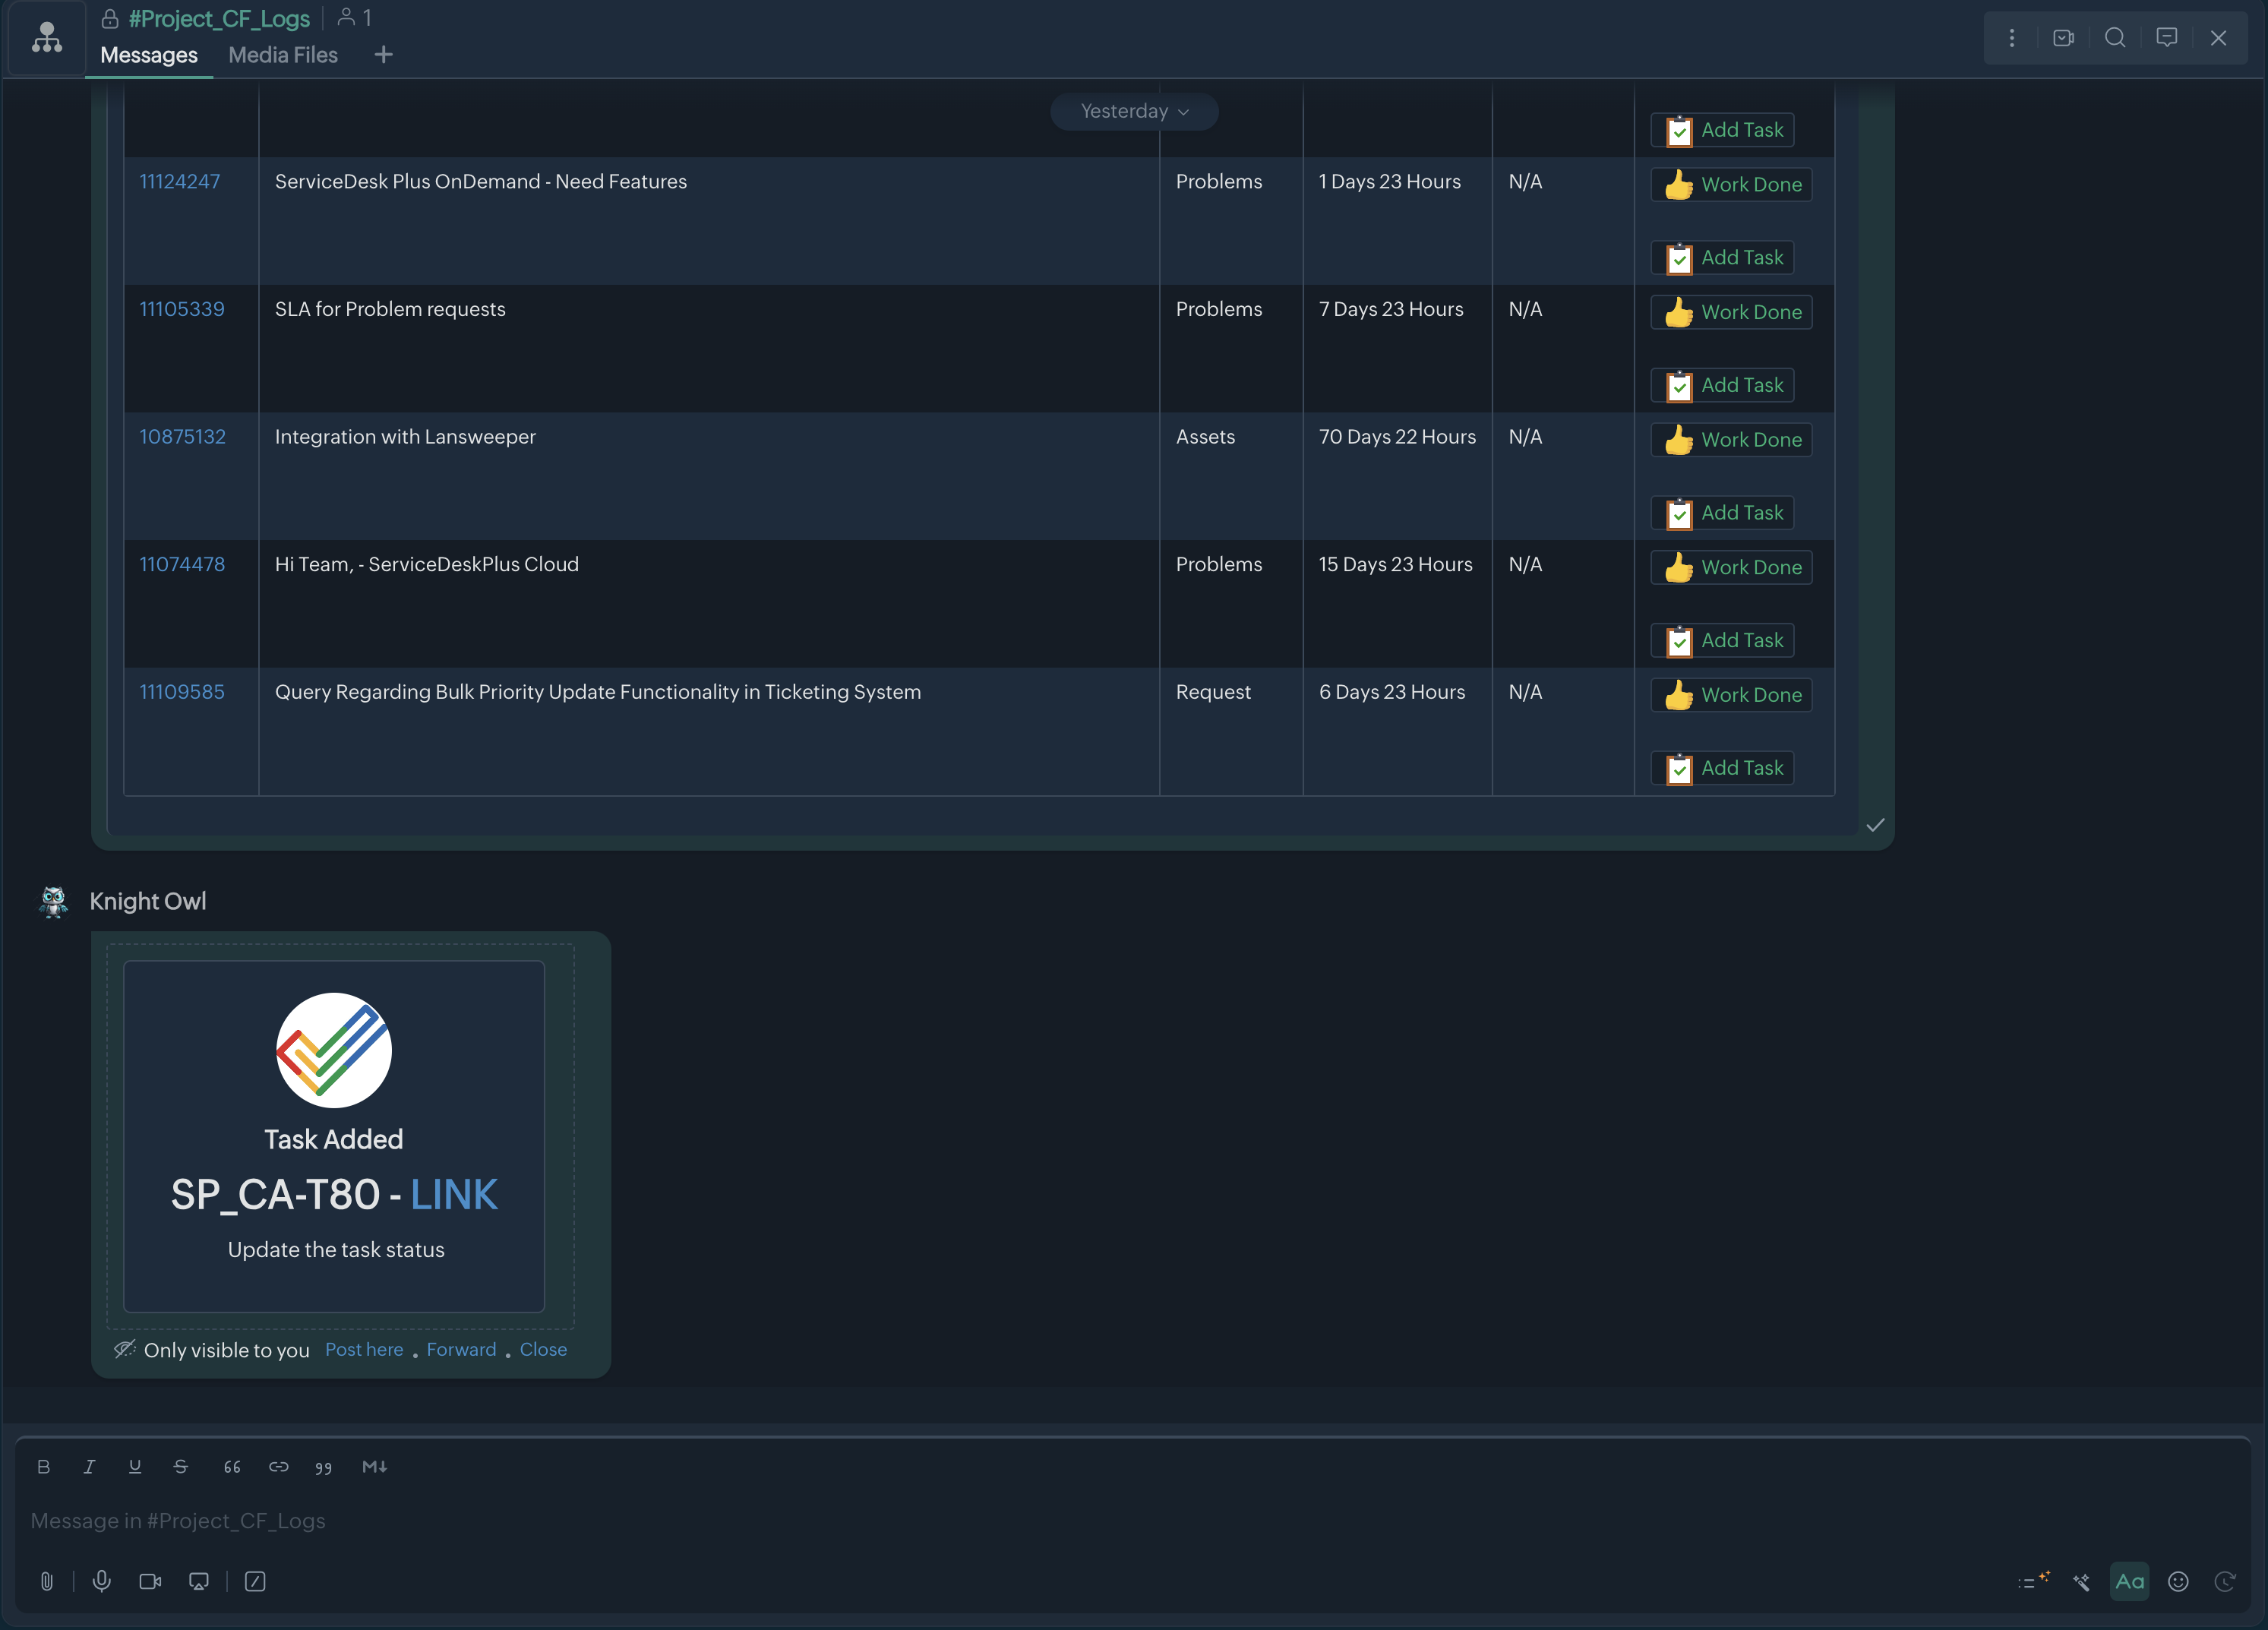 #Project_CF_Logs 1
Messages Media Files
Yesterday
Add Task
11124247 ServiceDesk Plus OnDemand - Need Features Problems 1 Days 23 Hours N/A Work Done
Add Task
11105339 SLA for Problem requests Problems 7 Days 23 Hours N/A Work Done
Add Task
10875132 Integration with Lansweeper Assets 70 Days 22 Hours N/A Work Done
Add Task
11074478 Hi Team, - ServiceDeskPlus Cloud Problems 15 Days 23 Hours N/A Work Done
Add Task
11109585 Query Regarding Bulk Priority Update Functionality in Ticketing System Request 6 Days 23 Hours N/A Work Done
Add Task
Knight Owl
Task Added
SP_CA-T80 - LINK
Update the task status
Only visible to you Post here . Forward . Close
B I U S 66 99 M↓
Message in #Project_CF_Logs
Aa